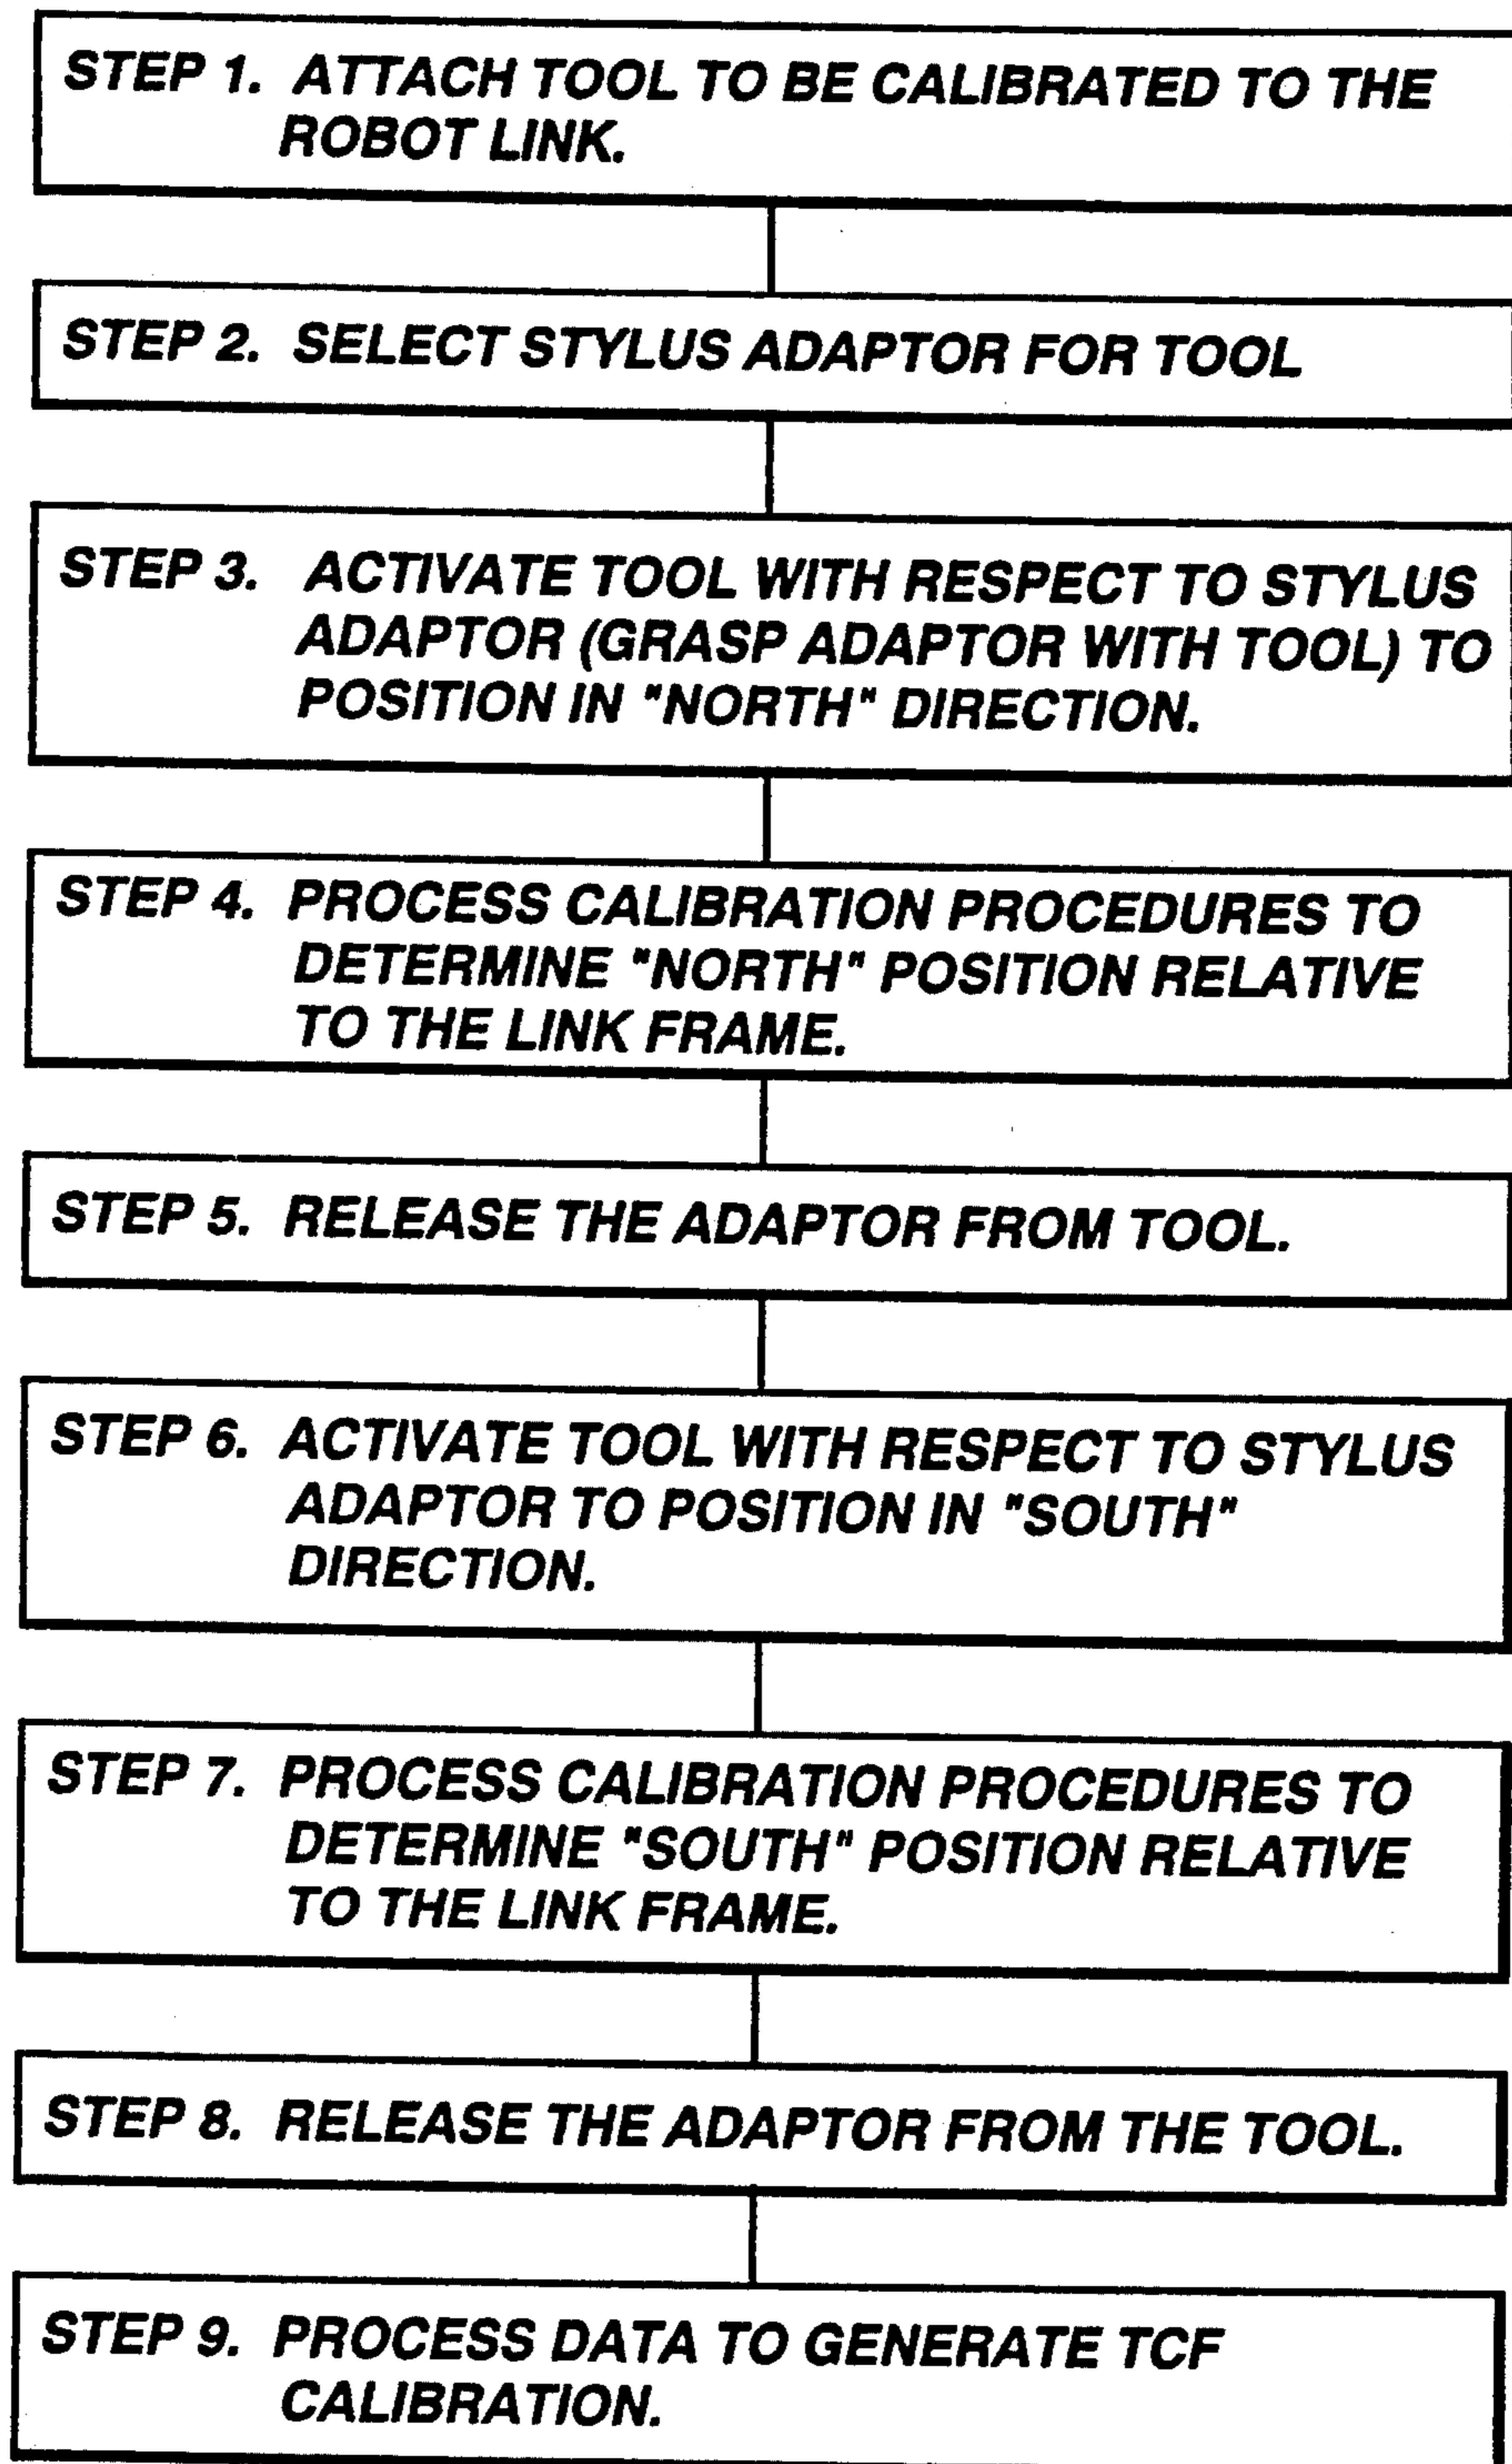 STEP 1. ATTACH TOOL TO BE CALIBRATED TO THE
ROBOT LINK.
STEP 2. SELECT STYLUS ADAPTOR FOR TOOL
STEP 3. ACTIVATE TOOL WITH RESPECT TO STYLUS
ADAPTOR (GRASP ADAPTOR WITH TOOL) TO
POSITION IN "NORTH" DIRECTION.
STEP 4. PROCESS CALIBRATION PROCEDURES TO
DETERMINE "NORTH" POSITION RELATIVE
TO THE LINK FRAME.
STEP 5. RELEASE THE ADAPTOR FROM TOOL.
STEP 6. ACTIVATE TOOL WITH RESPECT TO STYLUS
ADAPTOR TO POSITION IN "SOUTH"
DIRECTION.
STEP 7. PROCESS CALIBRATION PROCEDURES TO
DETERMINE "SOUTH" POSITION RELATIVE
TO THE LINK FRAME.
STEP 8. RELEASE THE ADAPTOR FROM THE TOOL.
STEP 9. PROCESS DATA TO GENERATE TCF
CALIBRATION.